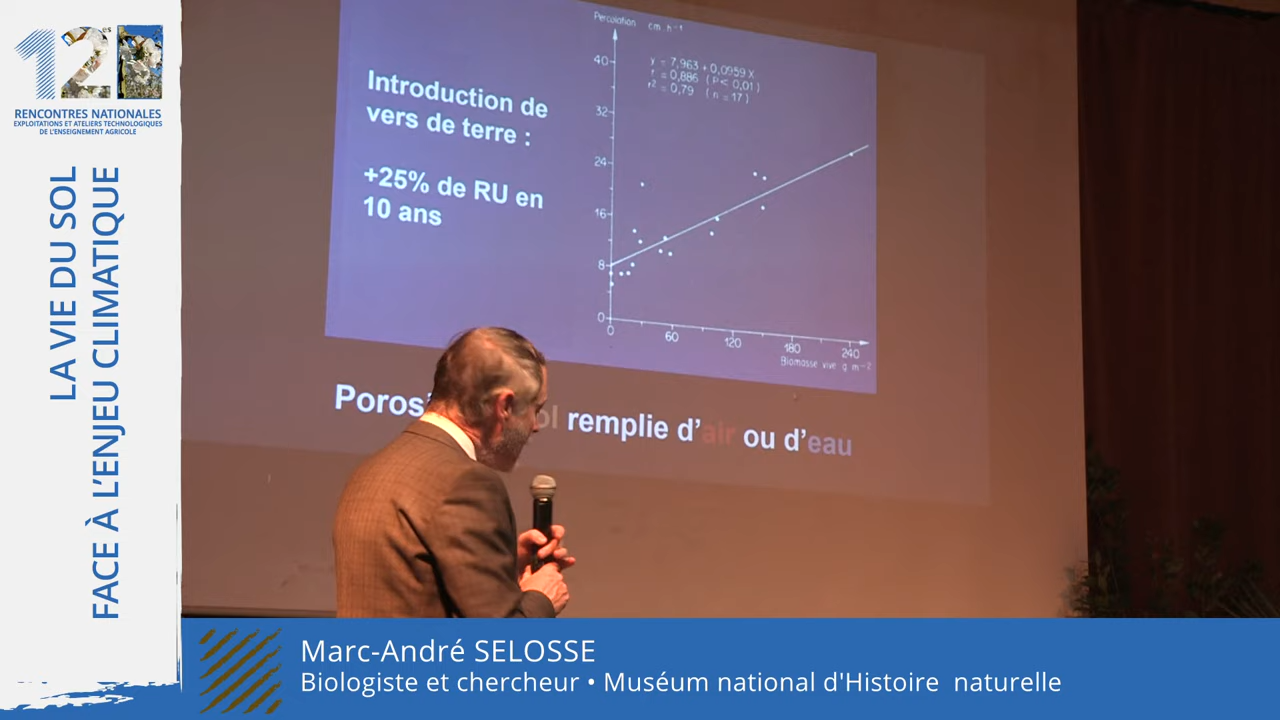 12es
RENCONTRES NATIONALES
EXPLOITATIONS ET ATELIERS TECHNOLOGIQUES
DE L'ENSEIGNEMENT AGRICOLE
LA VIE DU SOL
FACE À L'ENJEU CLIMATIQUE
Introduction de
vers de terre :
+25% de RU en
10 ans
Percolation cm.h⁻¹
y = 7,963 + 0,0959 X
r = 0,886 (P< 0,01)
r² = 0,79 (n = 17)
40
32
24
16
8
0
0 60 120 180 240
Biomasse vive g m⁻²
remplie d'air ou d'eau
Marc-André SELOSSE
Biologiste et chercheur • Muséum national d'Histoire naturelle